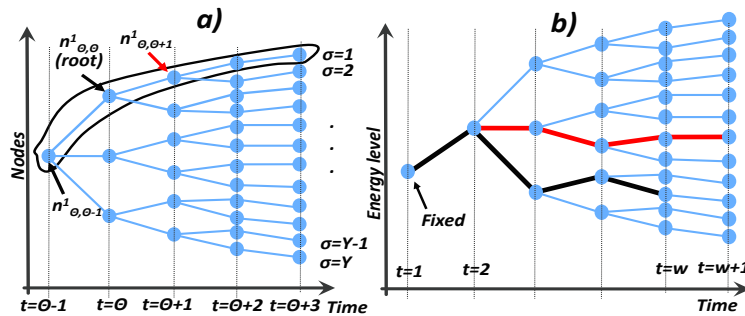 a)
n¹Θ,Θ
(root)
n¹Θ,Θ+1
σ=1
σ=2
.
.
.
σ=Y-1
σ=Y
n¹Θ,Θ-1
Nodes
t=Θ-1 t=Θ t=Θ+1 t=Θ+2 t=Θ+3 Time
b)
Energy level
Fixed
t=1 t=2 t=w t=w+1
Time